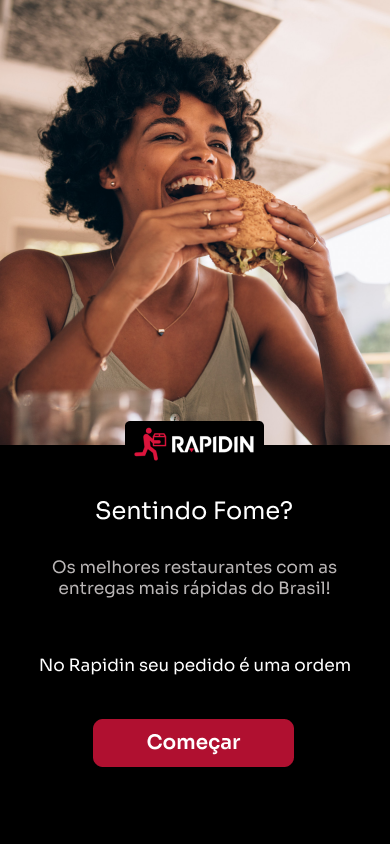 RAPIDIN
Sentindo Fome?
Os melhores restaurantes com as
entregas mais rápidas do Brasil!
No Rapidin seu pedido é uma ordem
Começar